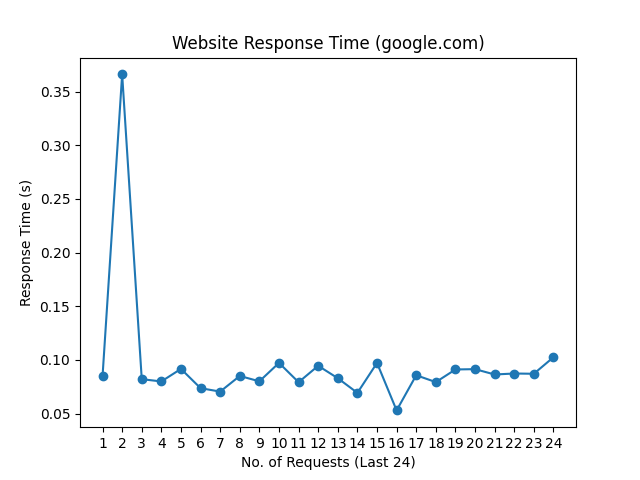 Website Response Time (google.com)
Response Time (s)
0.35
0.30
0.25
0.20
0.15
0.10
0.05
1 2 3 4 5 6 7 8 9 10 11 12 13 14 15 16 17 18 19 20 21 22 23 24
No. of Requests (Last 24)